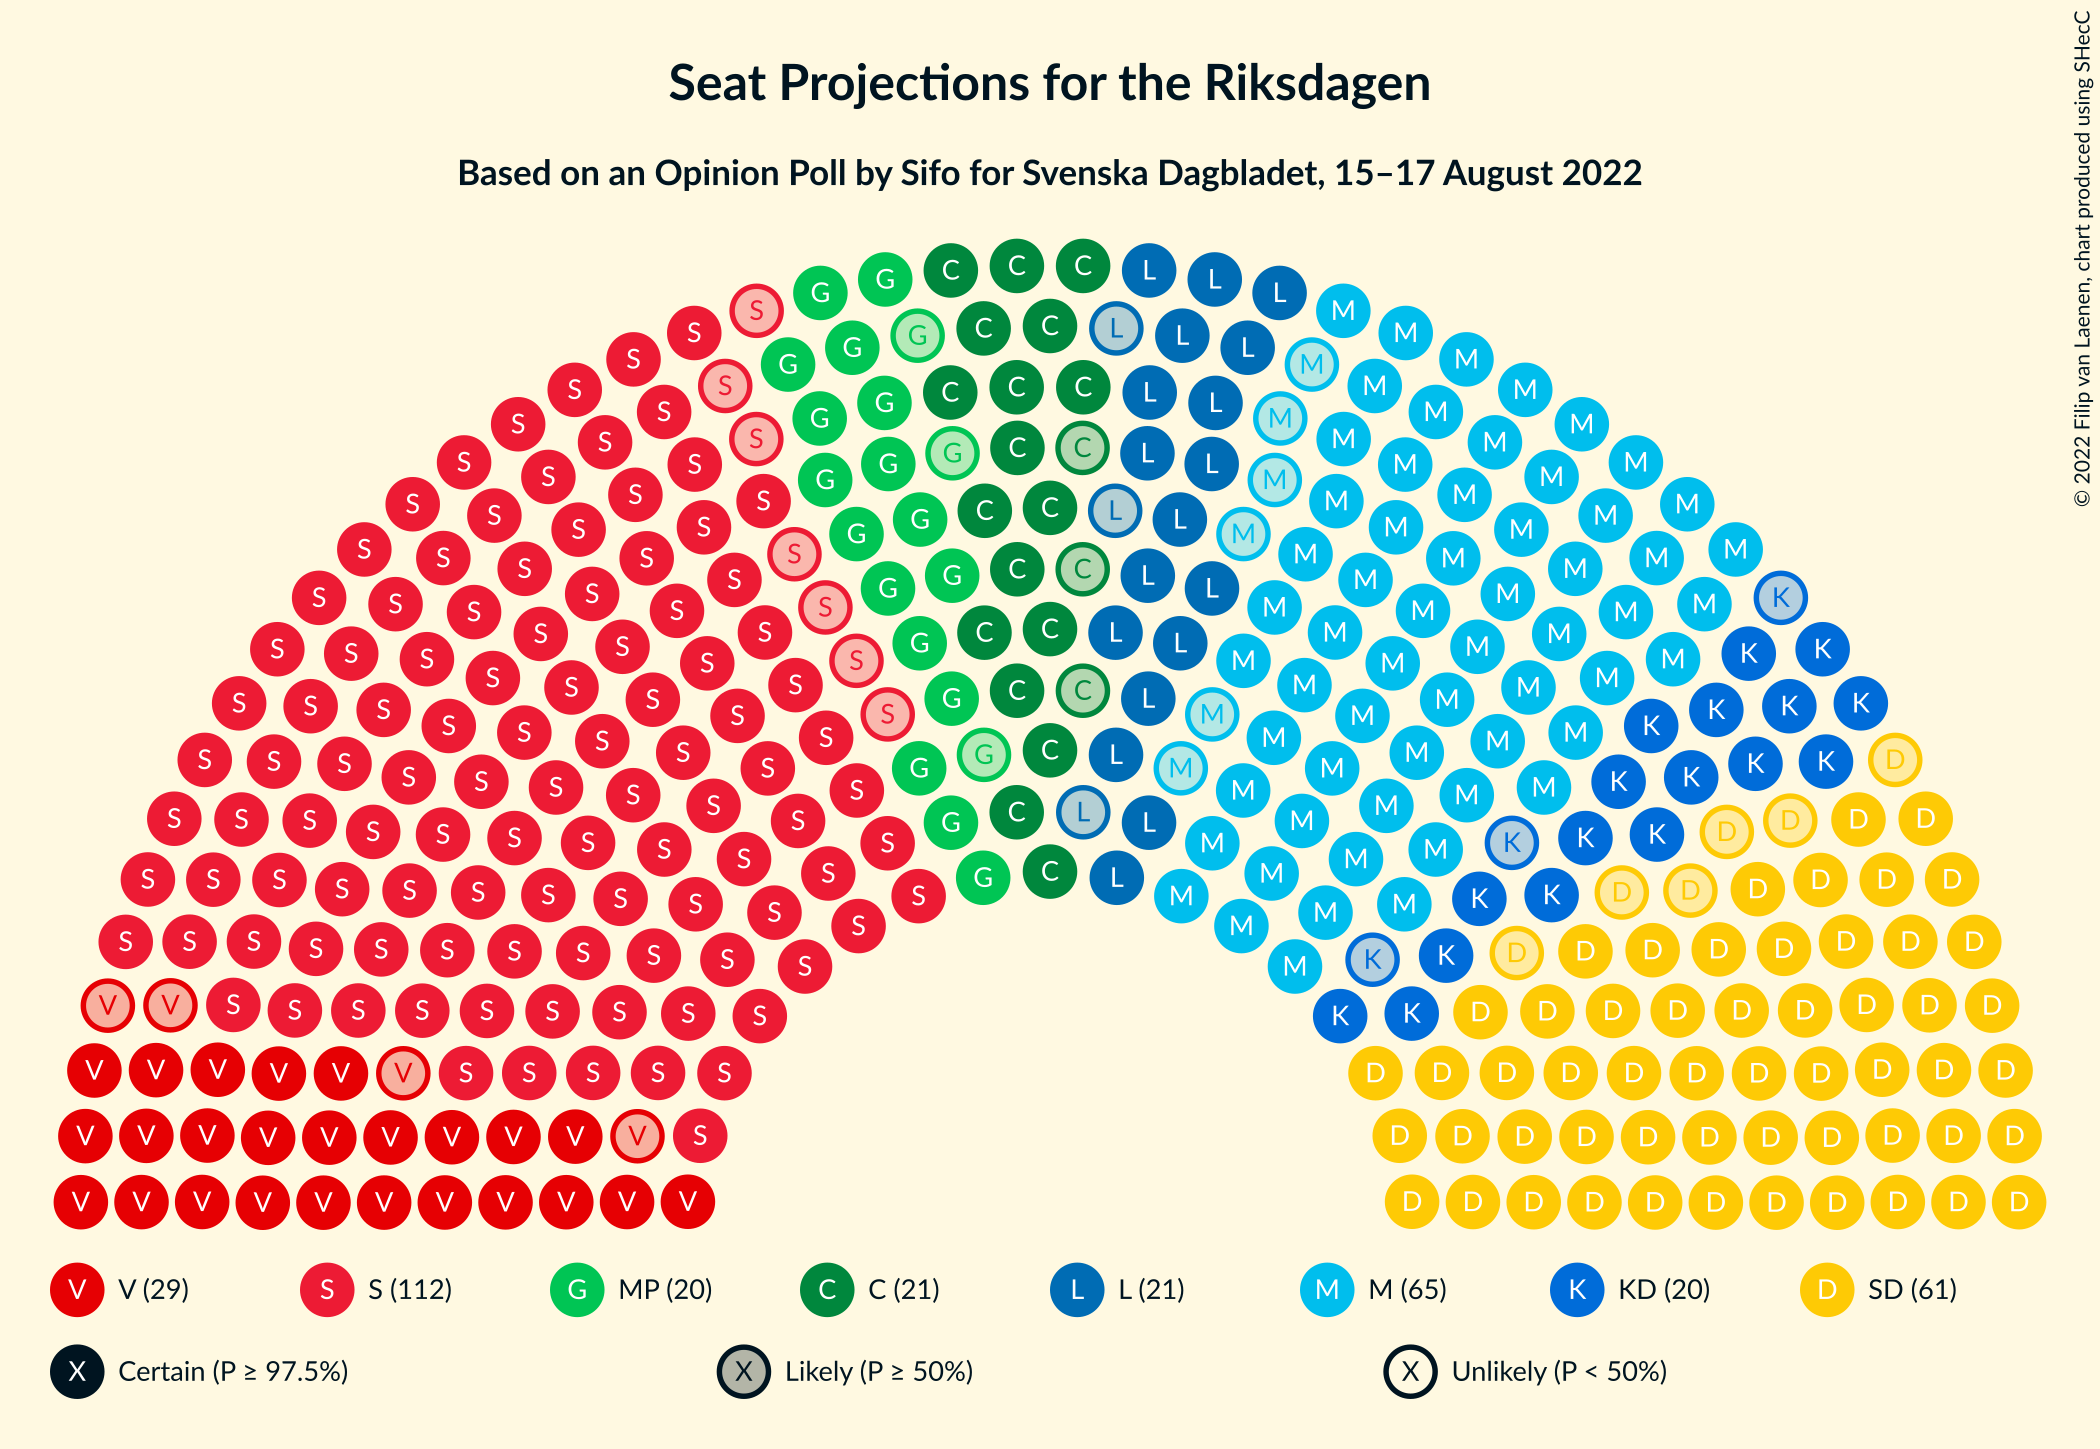 Seat Projections for the Riksdagen
Based on an Opinion Poll by Sifo for Svenska Dagbladet, 15–17 August 2022
© 2022 Filip van Laenen, chart produced using SHecC
V V (29) S S (112) G MP (20) C C (21) L L (21) M M (65) K KD (20) D SD (61)
X Certain (P ≥ 97.5%) X Likely (P ≥ 50%) X Unlikely (P < 50%)